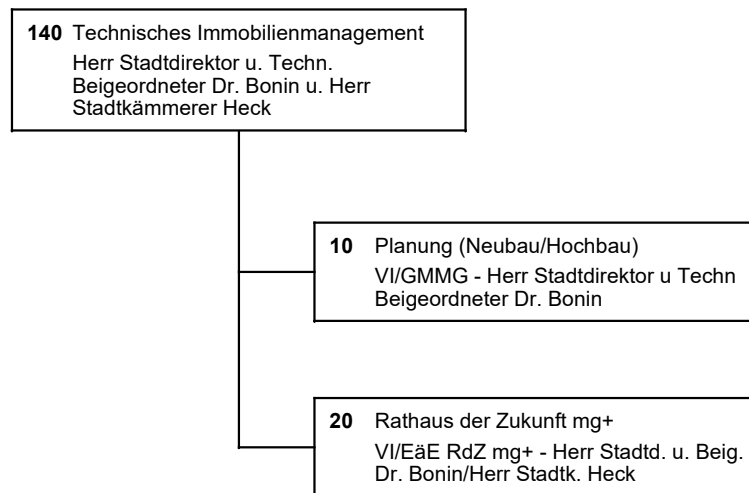 140 Technisches Immobilienmanagement
Herr Stadtdirektor u. Techn.
Beigeordneter Dr. Bonin u. Herr
Stadtkämmerer Heck
10 Planung (Neubau/Hochbau)
VI/GMMG - Herr Stadtdirektor u Techn
Beigeordneter Dr. Bonin
20 Rathaus der Zukunft mg+
VI/EäE RdZ mg+ - Herr Stadtd. u. Beig.
Dr. Bonin/Herr Stadtk. Heck